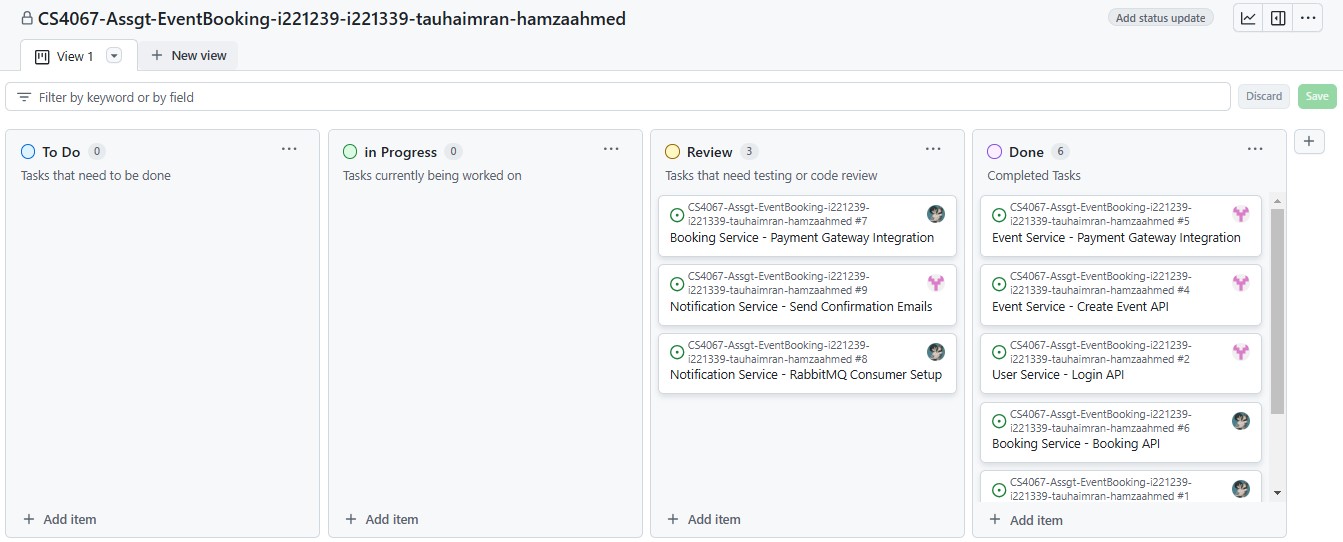 CS4067-Assgt-EventBooking-i221239-i221339-tauhaimran-hamzaahmed
Add status update
View 1
New view
Filter by keyword or by field
Discard
Save
To Do 0
Tasks that need to be done
Add item
in Progress 0
Tasks currently being worked on
Add item
Review 3
Tasks that need testing or code review
CS4067-Assgt-EventBooking-i221239-
i221339-tauhaimran-hamzaahmed #7
Booking Service - Payment Gateway Integration
CS4067-Assgt-EventBooking-i221239-
i221339-tauhaimran-hamzaahmed #9
Notification Service - Send Confirmation Emails
CS4067-Assgt-EventBooking-i221239-
i221339-tauhaimran-hamzaahmed #8
Notification Service - RabbitMQ Consumer Setup
Add item
Done 6
Completed Tasks
CS4067-Assgt-EventBooking-i221239-
i221339-tauhaimran-hamzaahmed #5
Event Service - Payment Gateway Integration
CS4067-Assgt-EventBooking-i221239-
i221339-tauhaimran-hamzaahmed #4
Event Service - Create Event API
CS4067-Assgt-EventBooking-i221239-
i221339-tauhaimran-hamzaahmed #2
User Service - Login API
CS4067-Assgt-EventBooking-i221239-
i221339-tauhaimran-hamzaahmed #6
Booking Service - Booking API
CS4067-Assgt-EventBooking-i221239-
i221339-tauhaimran-hamzaahmed #1
Add item